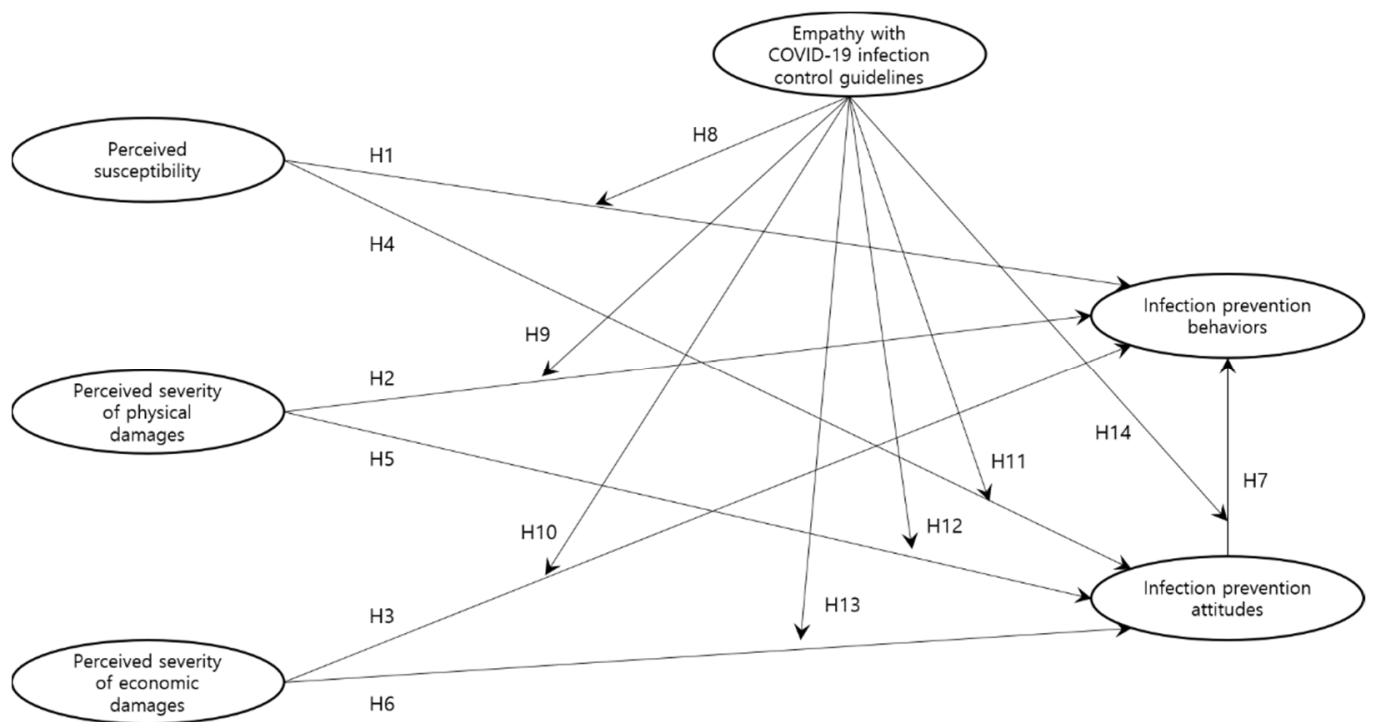 Empathy with
COVID-19 infection
control guidelines
Perceived
susceptibility
H1
H8
H4
Infection prevention
behaviors
H9
Perceived severity
of physical
damages
H2
H5
H14
H11
H7
H10
H12
Infection prevention
attitudes
H13
H3
Perceived severity
of economic
damages
H6